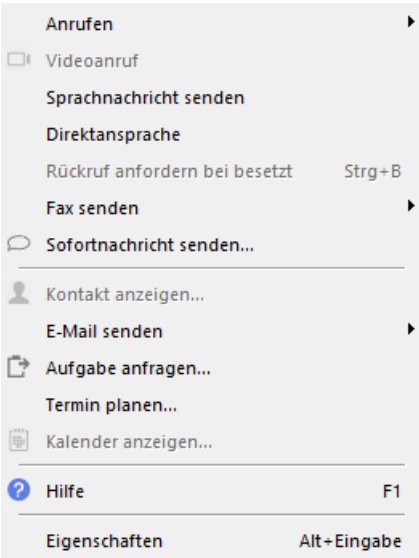 Anrufen
Videoanruf
Sprachnachricht senden
Direktansprache
Rückruf anfordern bei besetzt Strg+B
Fax senden
Sofortnachricht senden...
Kontakt anzeigen...
E-Mail senden
Aufgabe anfragen...
Termin planen...
Kalender anzeigen...
Hilfe F1
Eigenschaften Alt+Eingabe